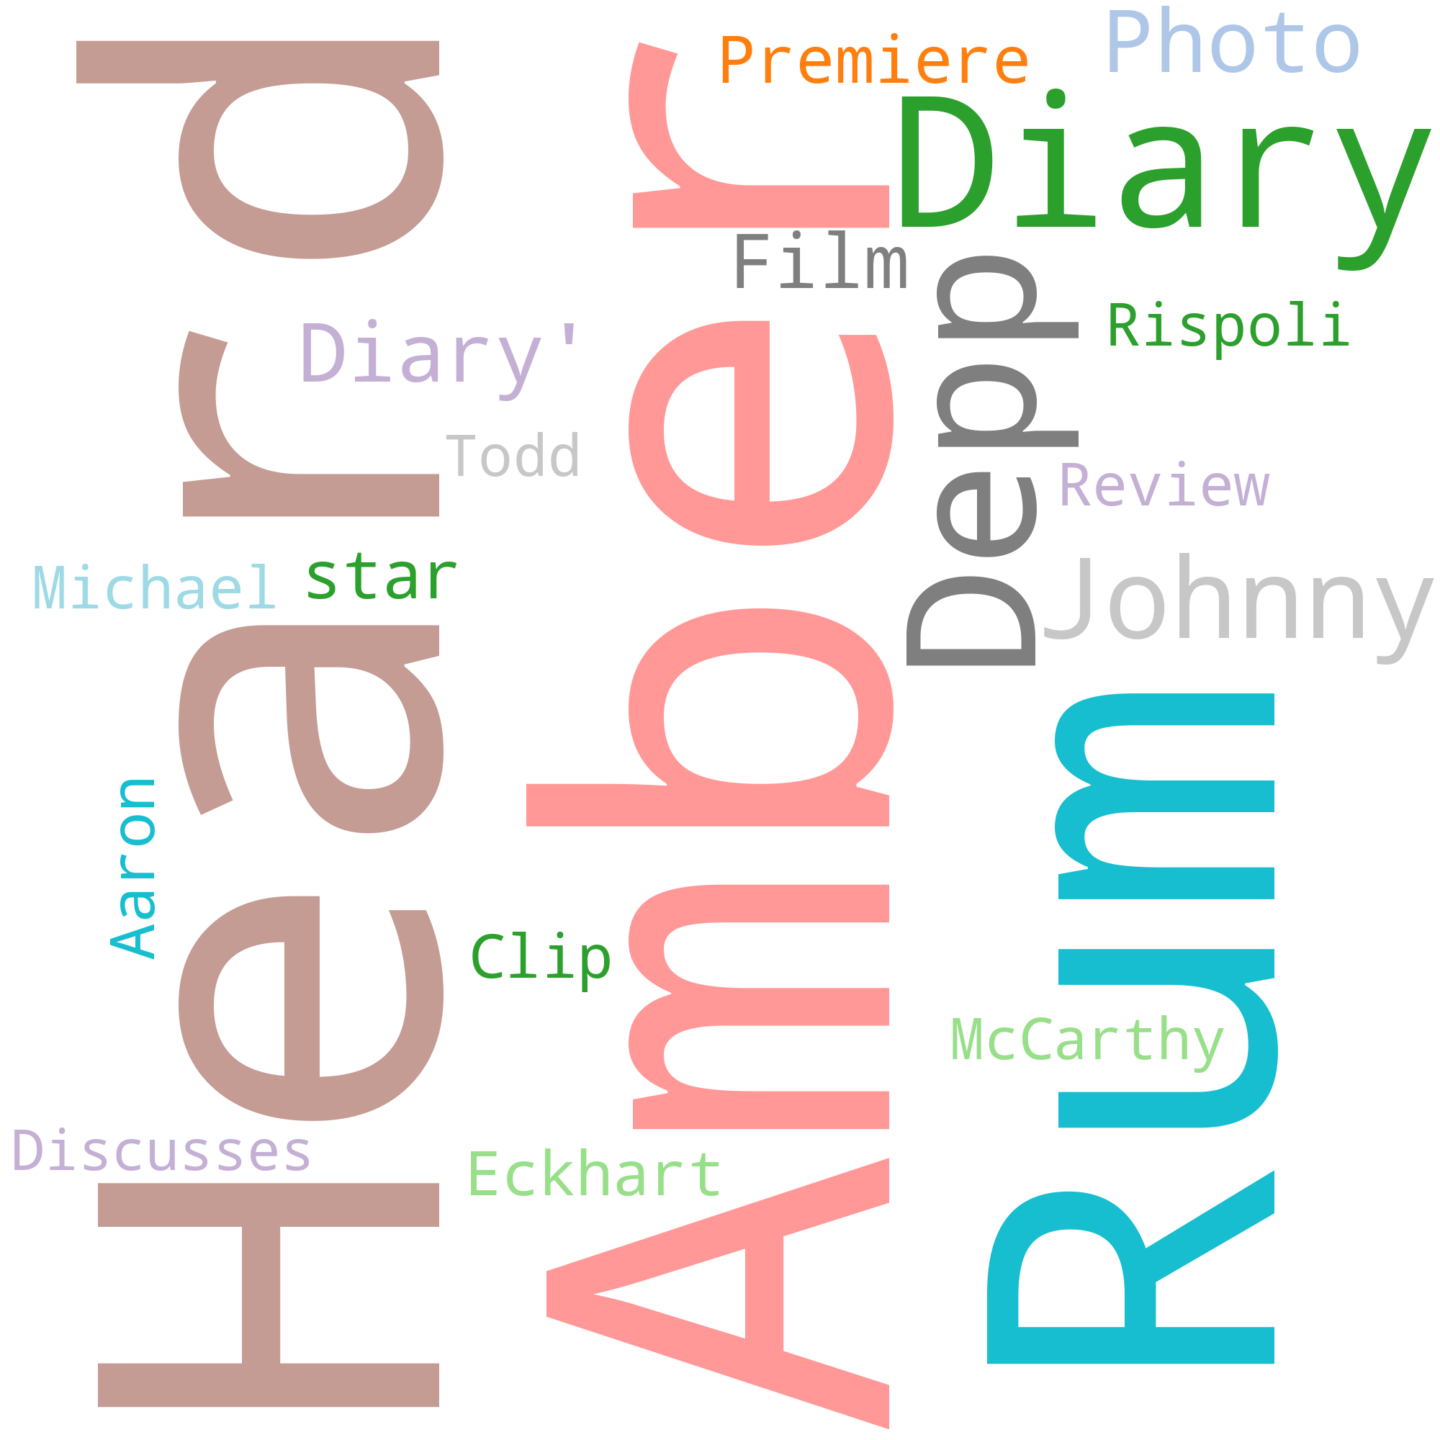 Photo
Premiere
Diary
Heard
Amber
Film
Depp
Rispoli
Diary'
Todd
Review
star
Michael
Johnny
Rum
Aaron
Clip
McCarthy
Discusses
Eckhart